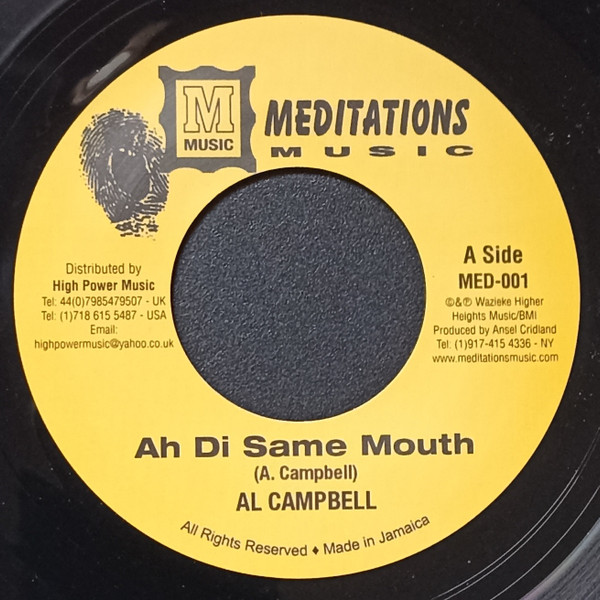 M
MUSIC
MEDITATIONS
MUSIC
Distributed by
High Power Music
Tel: 44(0)7985479507 - UK
Tel: (1)718 615 5487 - USA
Email:
highpowermusic@yahoo.co.uk
A Side
MED-001
©&℗ Wazieke Higher
Heights Music/BMI
Produced by Ansel Cridland
Tel. (1)917-415 4336 - NY
www.meditationsmusic.com
Ah Di Same Mouth
(A. Campbell)
AL CAMPBELL
All Rights Reserved ♦ Made in Jamaica